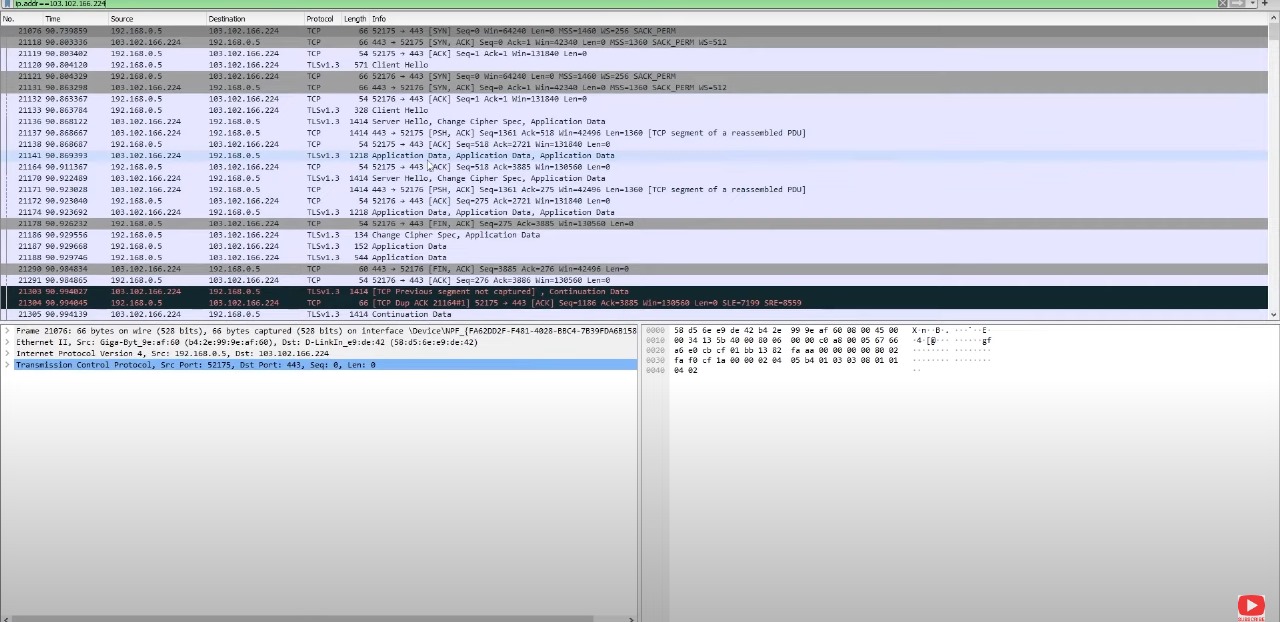 ip.addr==103.102.166.224
No. Time Source Destination Protocol Length Info
21076 90.739859 192.168.0.5 103.102.166.224 TCP 66 52175 → 443 [SYN] Seq=0 Win=64240 Len=0 MSS=1460 WS=256 SACK_PERM
21118 90.803336 103.102.166.224 192.168.0.5 TCP 66 443 → 52175 [SYN, ACK] Seq=0 Ack=1 Win=42340 Len=0 MSS=1360 SACK_PERM WS=512
21119 90.803402 192.168.0.5 103.102.166.224 TCP 54 52175 → 443 [ACK] Seq=1 Ack=1 Win=131840 Len=0
21120 90.804120 192.168.0.5 103.102.166.224 TLSv1.3 571 Client Hello
21121 90.804329 192.168.0.5 103.102.166.224 TCP 66 52176 → 443 [SYN] Seq=0 Win=64240 Len=0 MSS=1460 WS=256 SACK_PERM
21131 90.863298 103.102.166.224 192.168.0.5 TCP 66 443 → 52176 [SYN, ACK] Seq=0 Ack=1 Win=42340 Len=0 MSS=1360 SACK_PERM WS=512
21132 90.863367 192.168.0.5 103.102.166.224 TCP 54 52176 → 443 [ACK] Seq=1 Ack=1 Win=131840 Len=0
21133 90.863784 192.168.0.5 103.102.166.224 TLSv1.3 328 Client Hello
21136 90.868122 103.102.166.224 192.168.0.5 TLSv1.3 1414 Server Hello, Change Cipher Spec, Application Data
21137 90.868667 103.102.166.224 192.168.0.5 TCP 1414 443 → 52175 [PSH, ACK] Seq=1361 Ack=518 Win=42496 Len=1360 [TCP segment of a reassembled PDU]
21138 90.868687 192.168.0.5 103.102.166.224 TCP 54 52175 → 443 [ACK] Seq=518 Ack=2721 Win=131840 Len=0
21141 90.869393 103.102.166.224 192.168.0.5 TLSv1.3 1218 Application Data, Application Data, Application Data
21164 90.911367 192.168.0.5 103.102.166.224 TCP 54 52175 → 443 [ACK] Seq=518 Ack=3885 Win=130560 Len=0
21170 90.922489 103.102.166.224 192.168.0.5 TLSv1.3 1414 Server Hello, Change Cipher Spec, Application Data
21171 90.923028 103.102.166.224 192.168.0.5 TCP 1414 443 → 52176 [PSH, ACK] Seq=1361 Ack=275 Win=42496 Len=1360 [TCP segment of a reassembled PDU]
21172 90.923040 192.168.0.5 103.102.166.224 TCP 54 52176 → 443 [ACK] Seq=275 Ack=2721 Win=131840 Len=0
21174 90.923692 103.102.166.224 192.168.0.5 TLSv1.3 1218 Application Data, Application Data, Application Data
21178 90.926232 192.168.0.5 103.102.166.224 TCP 54 52176 → 443 [FIN, ACK] Seq=275 Ack=3885 Win=130560 Len=0
21186 90.929556 192.168.0.5 103.102.166.224 TLSv1.3 134 Change Cipher Spec, Application Data
21187 90.929668 192.168.0.5 103.102.166.224 TLSv1.3 152 Application Data
21188 90.929746 192.168.0.5 103.102.166.224 TLSv1.3 544 Application Data
21290 90.984834 103.102.166.224 192.168.0.5 TCP 60 443 → 52176 [FIN, ACK] Seq=3885 Ack=276 Win=42496 Len=0
21291 90.984865 192.168.0.5 103.102.166.224 TCP 54 52176 → 443 [ACK] Seq=276 Ack=3886 Win=130560 Len=0
21303 90.994027 103.102.166.224 192.168.0.5 TLSv1.3 1414 [TCP Previous segment not captured] , Continuation Data
21304 90.994045 192.168.0.5 103.102.166.224 TCP 66 [TCP Dup ACK 21164#1] 52175 → 443 [ACK] Seq=1186 Ack=3885 Win=130560 Len=0 SLE=7199 SRE=8559
21305 90.994139 103.102.166.224 192.168.0.5 TLSv1.3 1414 Continuation Data
Frame 21076: 66 bytes on wire (528 bits), 66 bytes captured (528 bits) on interface \Device\NPF_{FA62DD2F-F481-4028-BBC4-7B39FDA6B158
Ethernet II, Src: Giga-Byt_9e:af:60 (b4:2e:99:9e:af:60), Dst: D-LinkIn_e9:de:42 (58:d5:6e:e9:de:42)
Internet Protocol Version 4, Src: 192.168.0.5, Dst: 103.102.166.224
Transmission Control Protocol, Src Port: 52175, Dst Port: 443, Seq: 0, Len: 0
0000 58 d5 6e e9 de 42 b4 2e 99 9e af 60 08 00 45 00 X·n··B·. ···`··E·
0010 00 34 13 5b 40 00 80 06 00 00 c0 a8 00 05 67 66 ·4·[@··· ······gf
0020 a6 e0 cb cf 01 bb 13 82 fa aa 00 00 00 00 80 02 ········ ········
0030 fa f0 cf 1a 00 00 02 04 05 b4 01 03 03 08 01 01 ········ ········
0040 04 02 ··
SUBSCRIBE